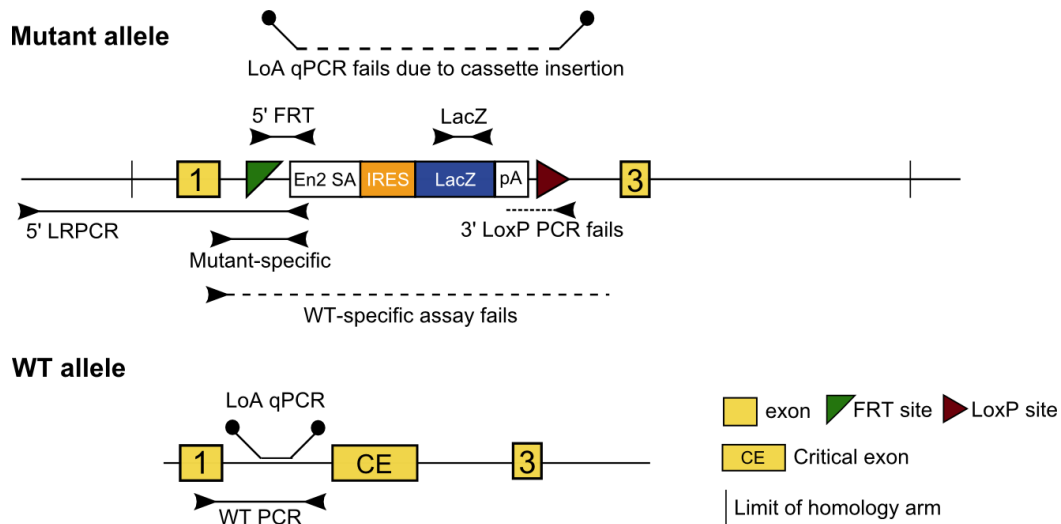 Mutant allele
LoA qPCR fails due to cassette insertion
5' FRT
LacZ
1
En2 SA
IRES
LacZ
pA
3
5' LRPCR
3' LoxP PCR fails
Mutant-specific
WT-specific assay fails
WT allele
LoA qPCR
1
CE
3
WT PCR
exon
FRT site
LoxP site
CE
Critical exon
Limit of homology arm